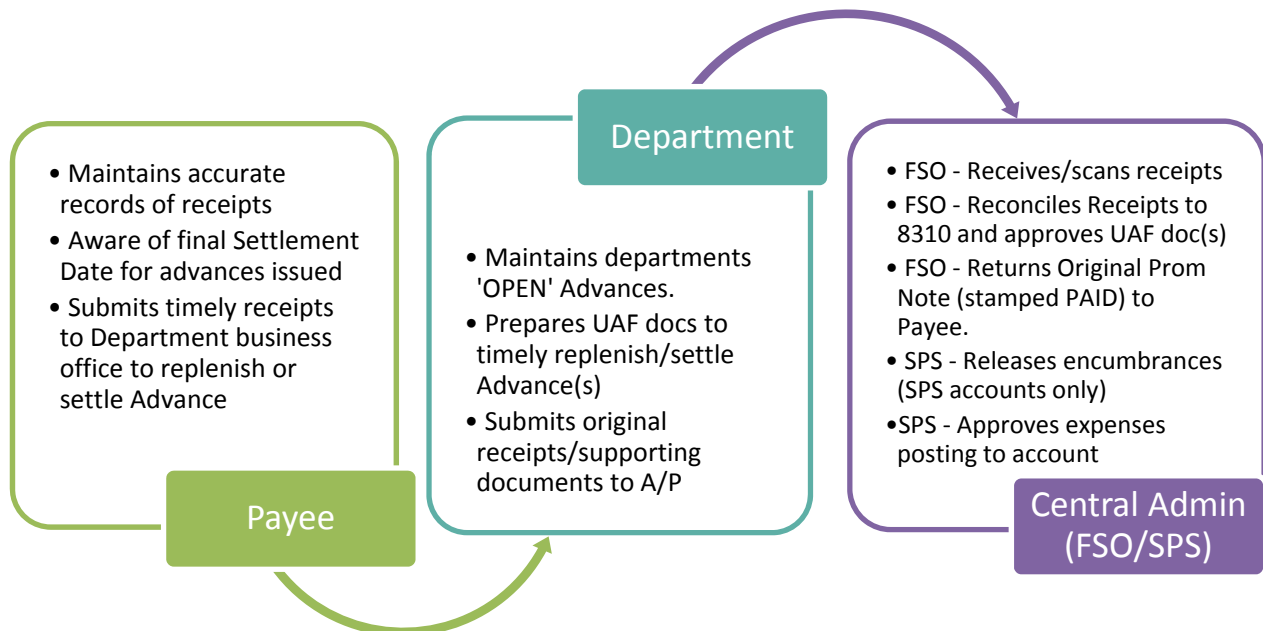 • Maintains accurate
records of receipts
• Aware of final Settlement
Date for advances issued
• Submits timely receipts
to Department business
office to replenish or
settle Advance
Payee
Department
• Maintains departments
'OPEN' Advances.
• Prepares UAF docs to
timely replenish/settle
Advance(s)
• Submits original
receipts/supporting
documents to A/P
• FSO - Receives/scans receipts
• FSO - Reconciles Receipts to
8310 and approves UAF doc(s)
• FSO - Returns Original Prom
Note (stamped PAID) to
Payee.
• SPS - Releases encumbrances
(SPS accounts only)
•SPS - Approves expenses
posting to account
Central Admin
(FSO/SPS)